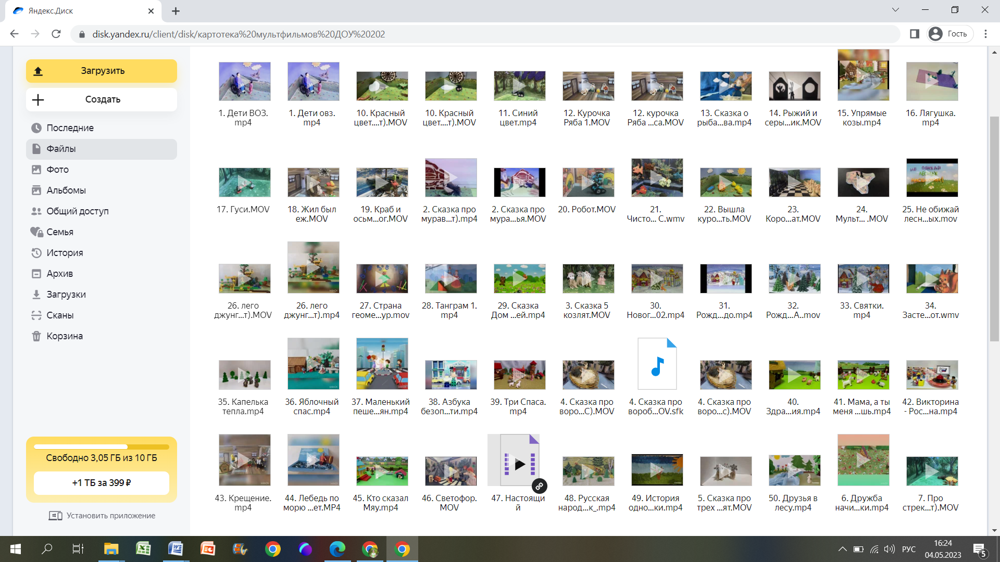 Яндекс.Диск
disk.yandex.ru/client/disk/картотека%20мультфильмов%20ДОУ%20202
Гость
Загрузить
Создать
Последние
Файлы
Фото
Альбомы
Общий доступ
Семья
История
Архив
Загрузки
Сканы
Корзина
Свободно 3,05 ГБ из 10 ГБ
+1 ТБ за 399 ₽
Установить приложение
1. Дети ВОЗ.
mp4
1. Дети овз.
mp4
10. Красный
цвет....т).MOV
10. Красный
цвет....т).MOV
11. Синий
цвет.mp4
12. Курочка
Ряба 1.MOV
12. курочка
Ряба ...са.MOV
13. Сказка о
рыба...ва.mp4
14. Рыжий и
серы...ик.MOV
15. Упрямые
козы.mp4
16. Лягушка.
mp4
17. Гуси.MOV
18. Жил был
еж.MOV
19. Краб и
осьм...ог.MOV
2. Сказка про
мурав...т).mp4
2. Сказка про
мура...ья.MOV
20. Робот.MOV
21.
Чисто... С.wmv
22. Вышла
куро...ть.MOV
23.
Коро...ат.MOV
24.
Мульт... .MOV
НЕ ОБИЖАЙ
ЛЕСНЫХ
25. Не обижай
лесн...ых.mov
26. лего
джунг...т).MOV
26. лего
джунг...т).mp4
27. Страна
геоме...ур.mov
28. Танграм 1.
mp4
29. Сказка
Дом ...ей.mp4
3. Сказка 5
козлят.MOV
30.
Новог...02.mp4
31.
Рожд...до.mp4
32.
Рожд...А..mov
33. Святки.
mp4
34.
Засте...от.wmv
35. Капелька
тепла.mp4
36. Яблочный
спас.mp4
37. Маленький
пеше...ян.mp4
38. Азбука
безоп...ти.mp4
39. Три Спаса.
mp4
4. Сказка про
воро...С).MOV
4. Сказка про
вороб...OV.sfk
4. Сказка про
воро...с).MOV
40.
Здра...ия.mp4
41. Мама, а ты
меня ...шь.mp4
42. Викторина
- Рос...на.mp4
43. Крещение.
mp4
44. Лебедь по
морю ...ет.MP4
45. Кто сказал
Мяу.mp4
46. Светофор.
MOV
47. Настоящи
й
48. Русская
народ...к_.mp4
49. История
одно...ки.mp4
5. Сказка про
трех ...ят.MOV
50. Друзья в
лесу.mp4
6. Дружба
начи...ки.mp4
7. Про
стрек...т).MOV
РУС
16:24
04.05.2023
5